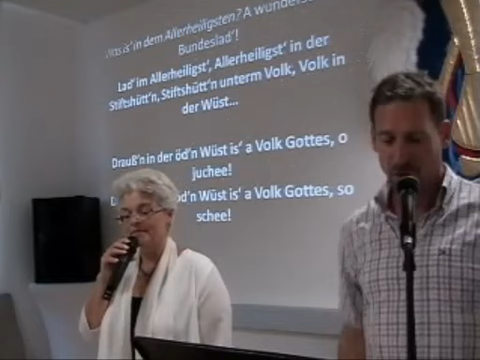 Was is' in dem Allerheiligsten? A wunderschöne
Bundeslad'!
Lad' im Allerheiligst', Allerheiligst' in der
Stiftshütt'n, Stiftshütt'n unterm Volk, Volk in
der Wüst...
Drauß'n in der öd'n Wüst is' a Volk Gottes, o
juchee!
öd'n Wüst is' a Volk Gottes, so
schee!